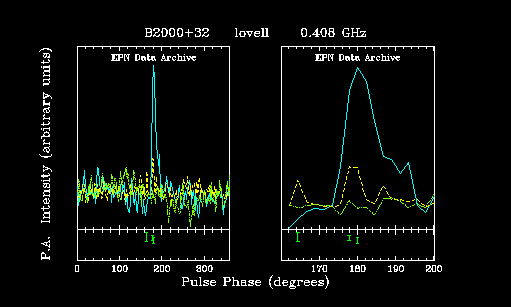 B2000+32 lovell 0.408 GHz
EPN Data Archive EPN Data Archive
P.A. Intensity (arbitrary units)
0 100 200 300 170 180 190 200
Pulse Phase (degrees)